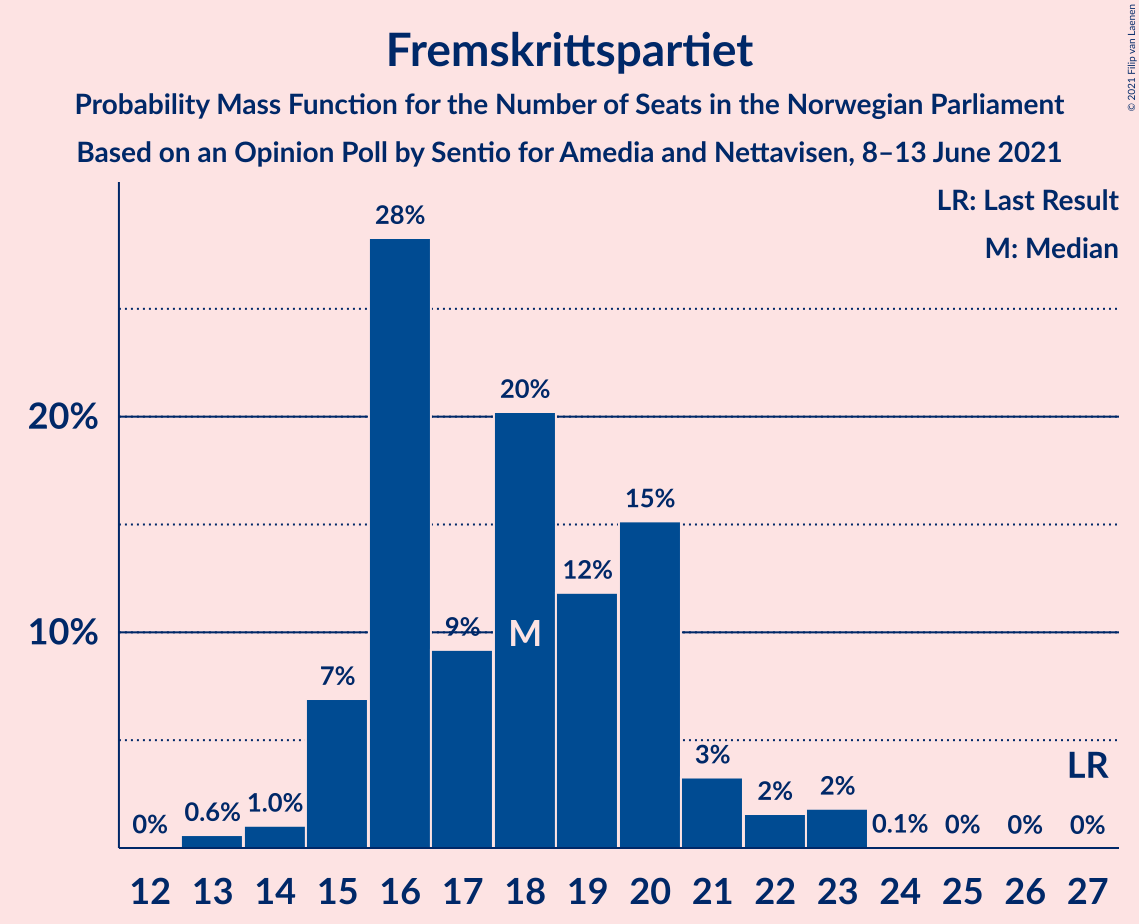 Fremskrittspartiet
Probability Mass Function for the Number of Seats in the Norwegian Parliament
Based on an Opinion Poll by Sentio for Amedia and Nettavisen, 8–13 June 2021
© 2021 Filip van Laenen
LR: Last Result
M: Median
28%
20%
20%
15%
12%
10%
9%
M
7%
3%
LR
2%
2%
0%
0.6%
1.0%
0.1%
0%
0%
0%
12 13 14 15 16 17 18 19 20 21 22 23 24 25 26 27